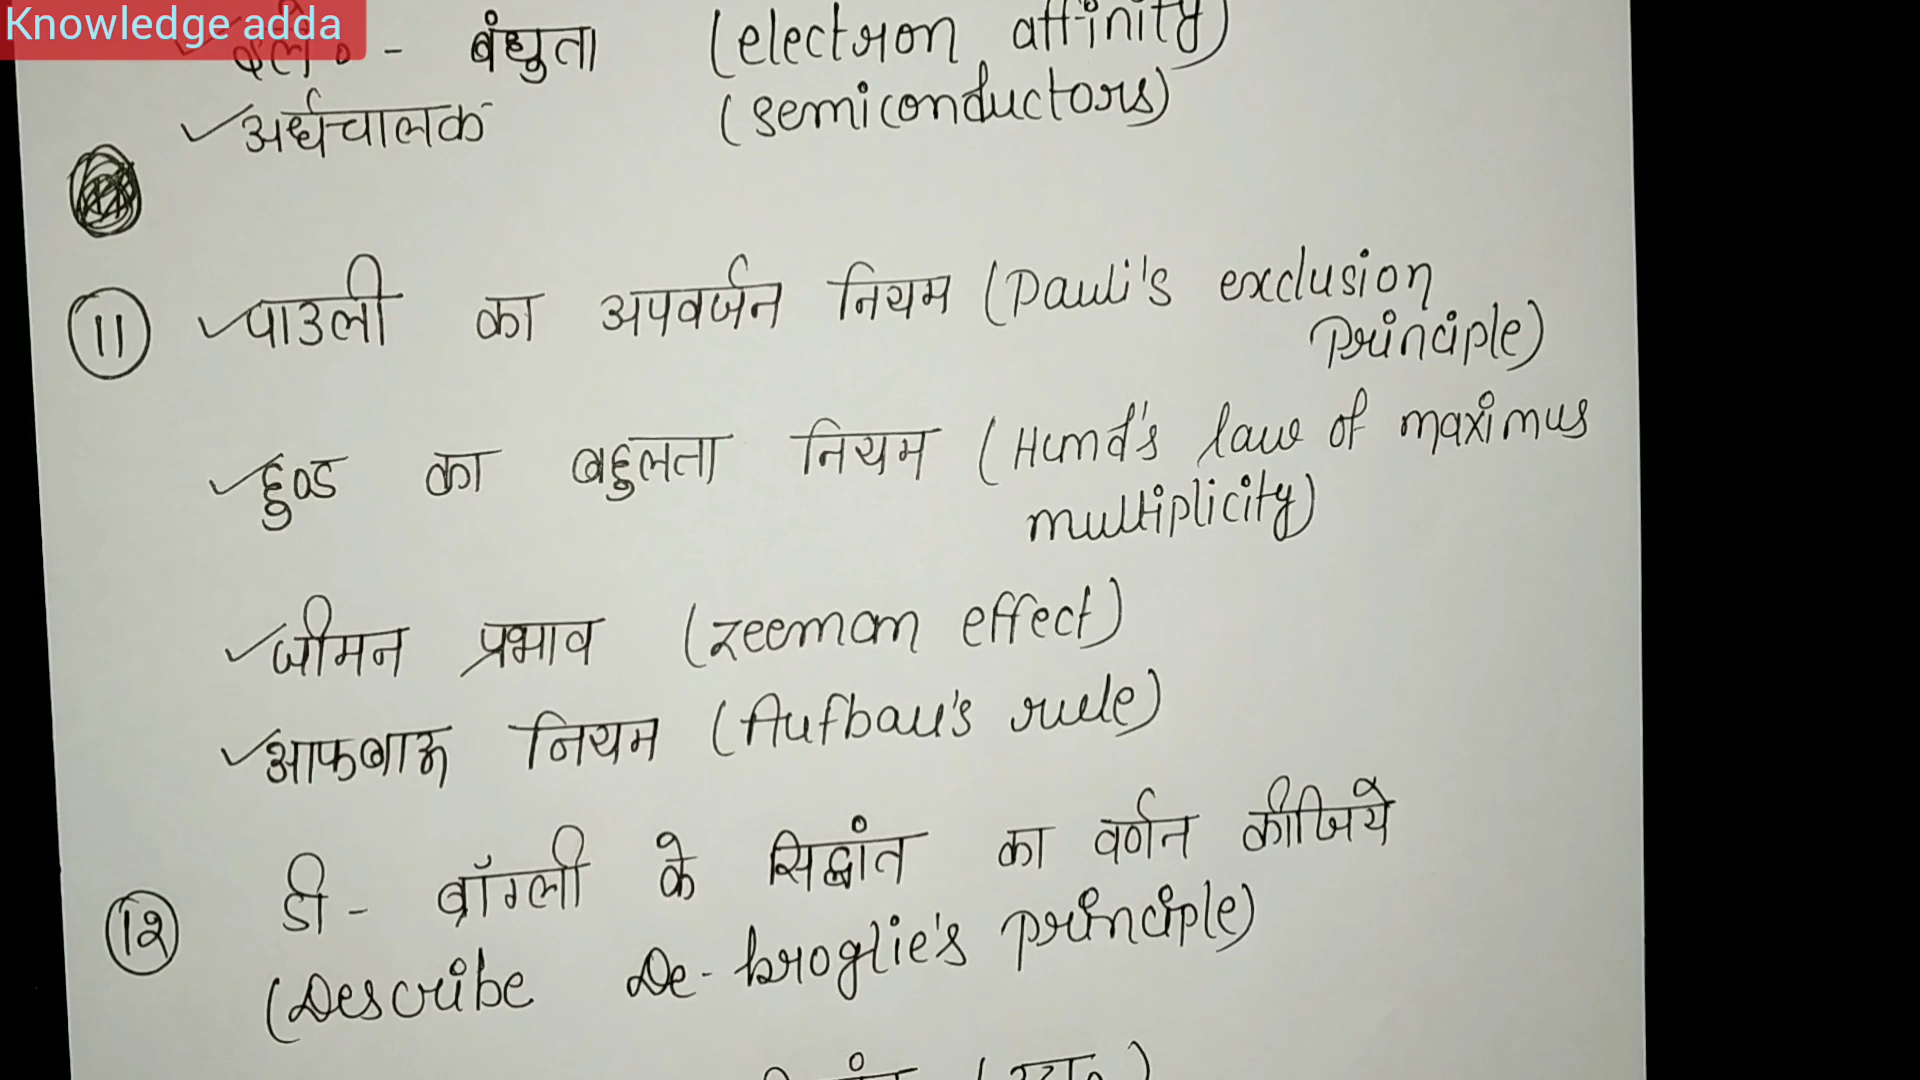 Knowledge adda
इले० - बंधुता (electron affinity)
✓अर्धचालक (semiconductors)
11 ✓पाउली का अपवर्जन नियम (Pauli's exclusion
principle)
✓हुण्ड का बहुलता नियम (Hund's law of maximus
multiplicity)
✓जीमन प्रभाव (zeeman effect)
✓आफबाऊ नियम (Aufbau's rule)
12 डी - ब्रॉग्ली के सिद्धांत का वर्णन कीजिये
(Describe De-broglie's principle)